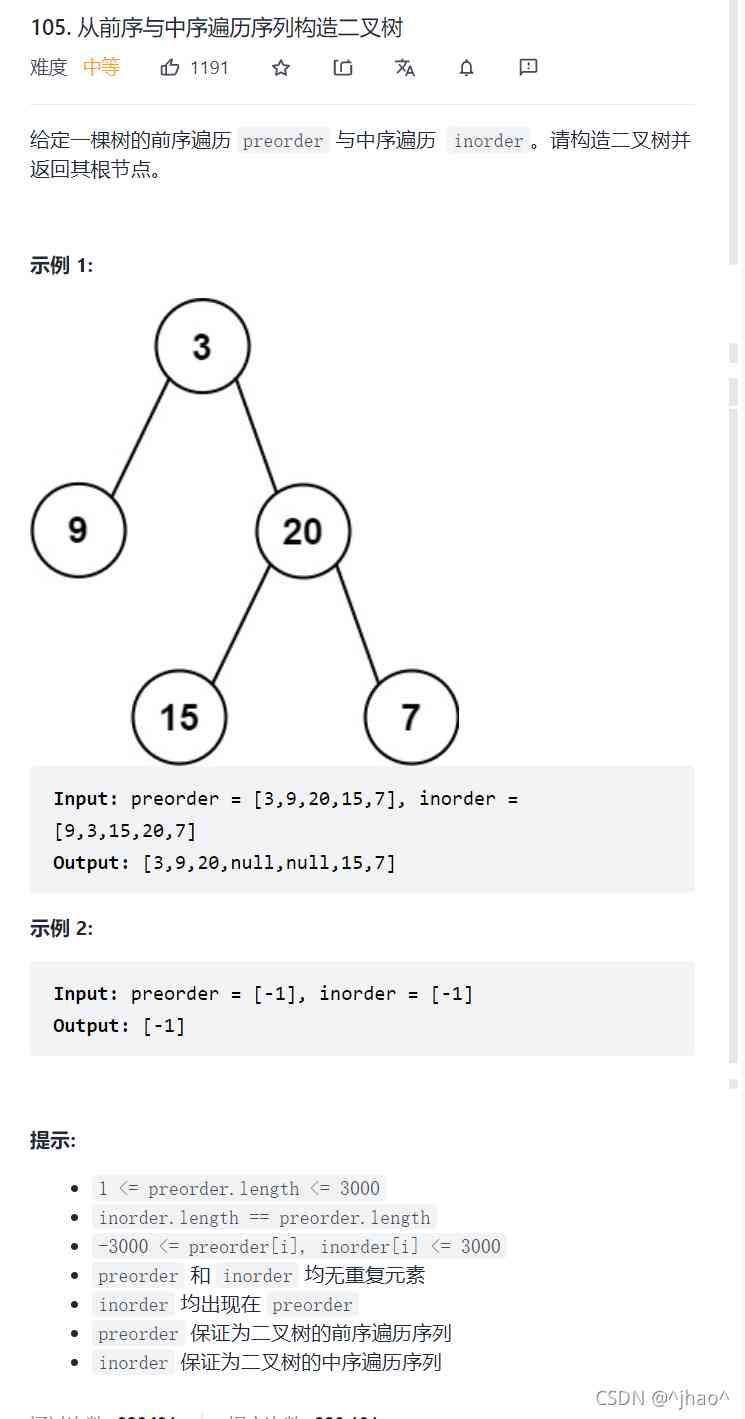 105. 从前序与中序遍历序列构造二叉树
难度 中等 1191
给定一棵树的前序遍历 preorder 与中序遍历 inorder。请构造二叉树并
返回其根节点。
示例 1:
3
9 20
15 7
Input: preorder = [3,9,20,15,7], inorder =
[9,3,15,20,7]
Output: [3,9,20,null,null,15,7]
示例 2:
Input: preorder = [-1], inorder = [-1]
Output: [-1]
提示:
1 <= preorder.length <= 3000
inorder.length == preorder.length
-3000 <= preorder[i], inorder[i] <= 3000
preorder 和 inorder 均无重复元素
inorder 均出现在 preorder
preorder 保证为二叉树的前序遍历序列
inorder 保证为二叉树的中序遍历序列
CSDN @^jhao^